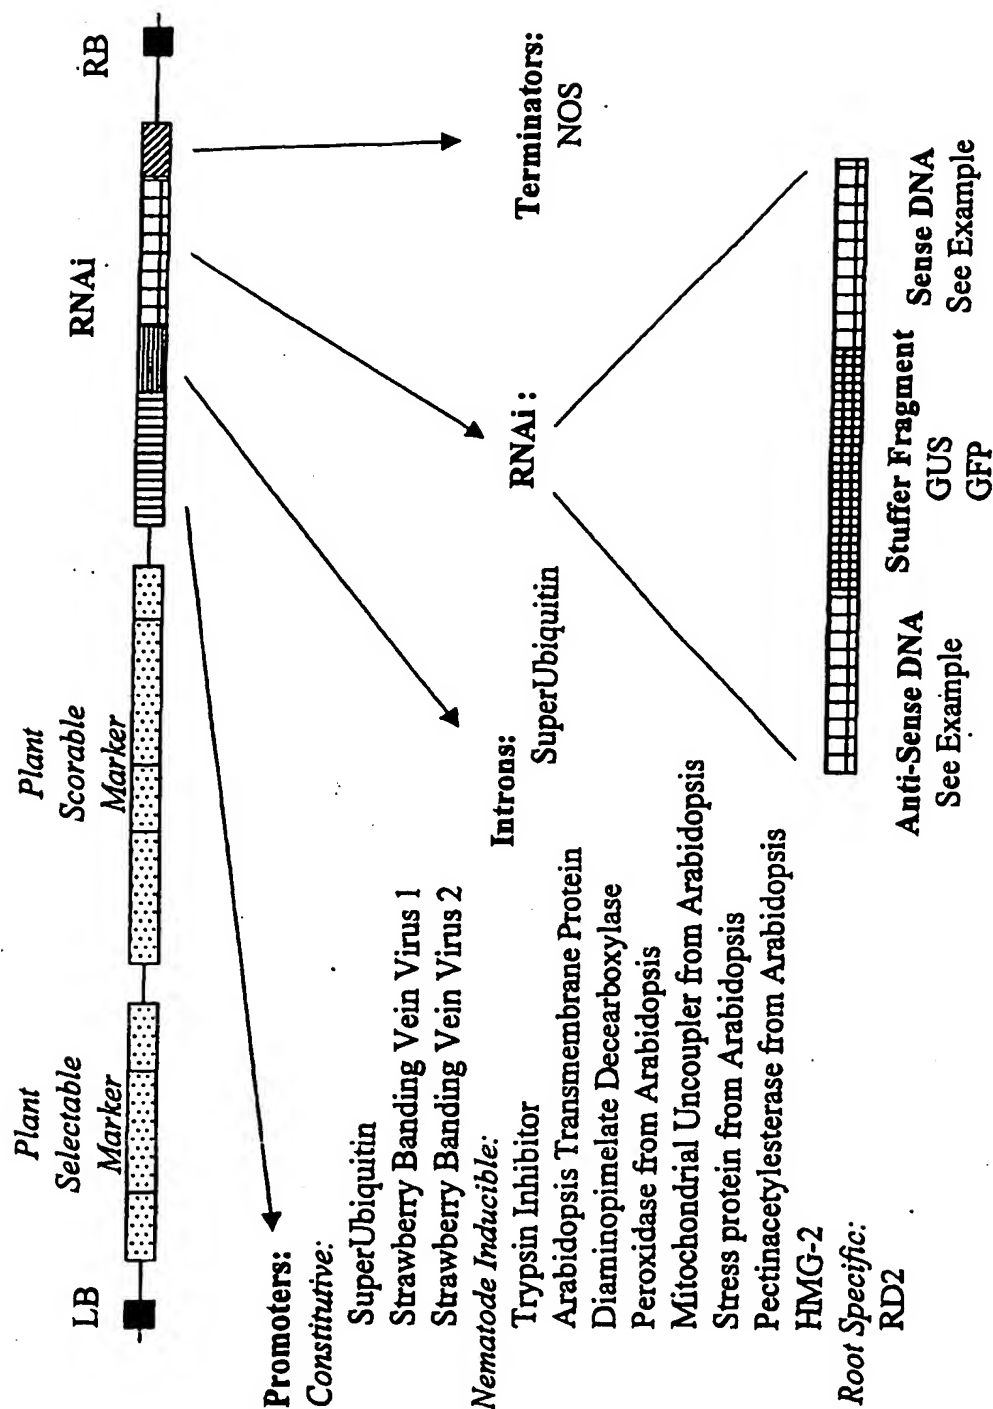 LB
Plant
Selectable
Marker
Plant
Scorable
Marker
RNAi
RB
Promoters:
Constitutive:
SuperUbiquitin
Strawberry Banding Vein Virus 1
Strawberry Banding Vein Virus 2
Nematode Inducible:
Trypsin Inhibitor
Arabidopsis Transmembrane Protein
Diaminopimelate Decearboxylase
Peroxidase from Arabidopsis
Mitochondrial Uncoupler from Arabidopsis
Stress protein from Arabidopsis
Pectinacetylesterase from Arabidopsis
HMG-2
Root Specific:
RD2
Introns:
SuperUbiquitin
RNAi :
Terminators:
NOS
Anti-Sense DNA
See Example
Stuffer Fragment
GUS
GFP
Sense DNA
See Example